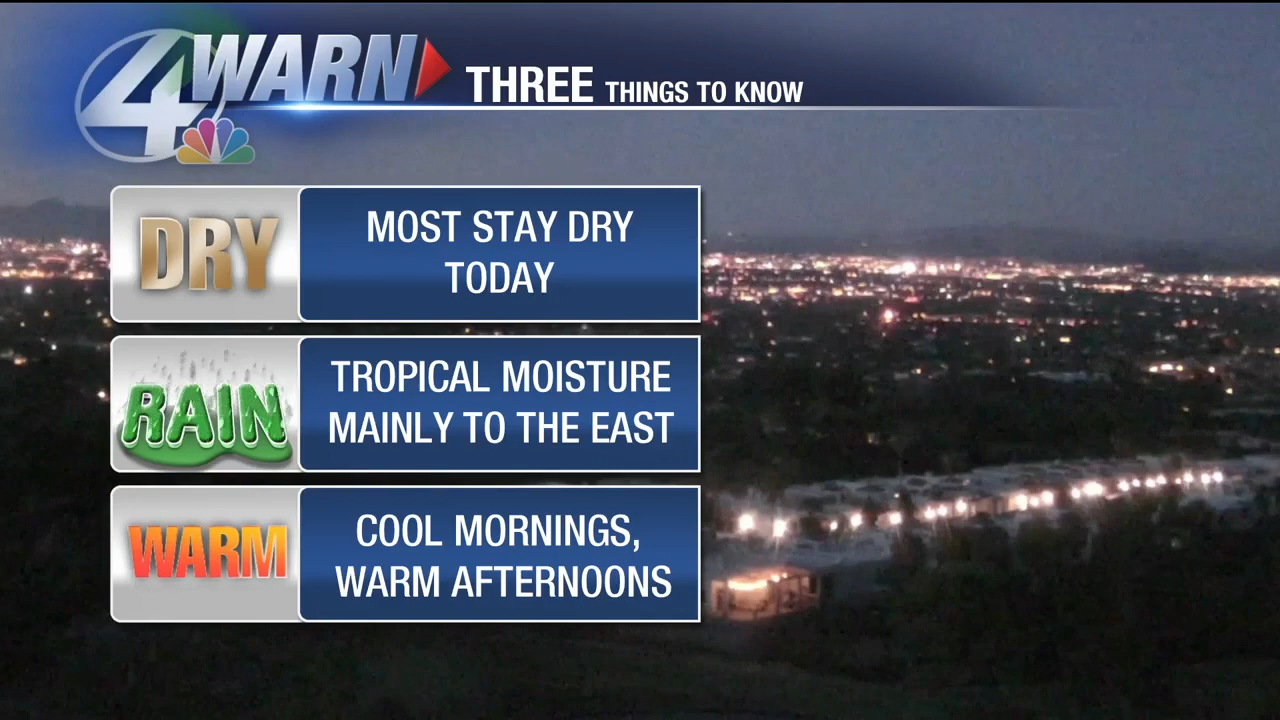 4WARN THREE THINGS TO KNOW
DRY
MOST STAY DRY
TODAY
RAIN
TROPICAL MOISTURE
MAINLY TO THE EAST
WARM
COOL MORNINGS,
WARM AFTERNOONS